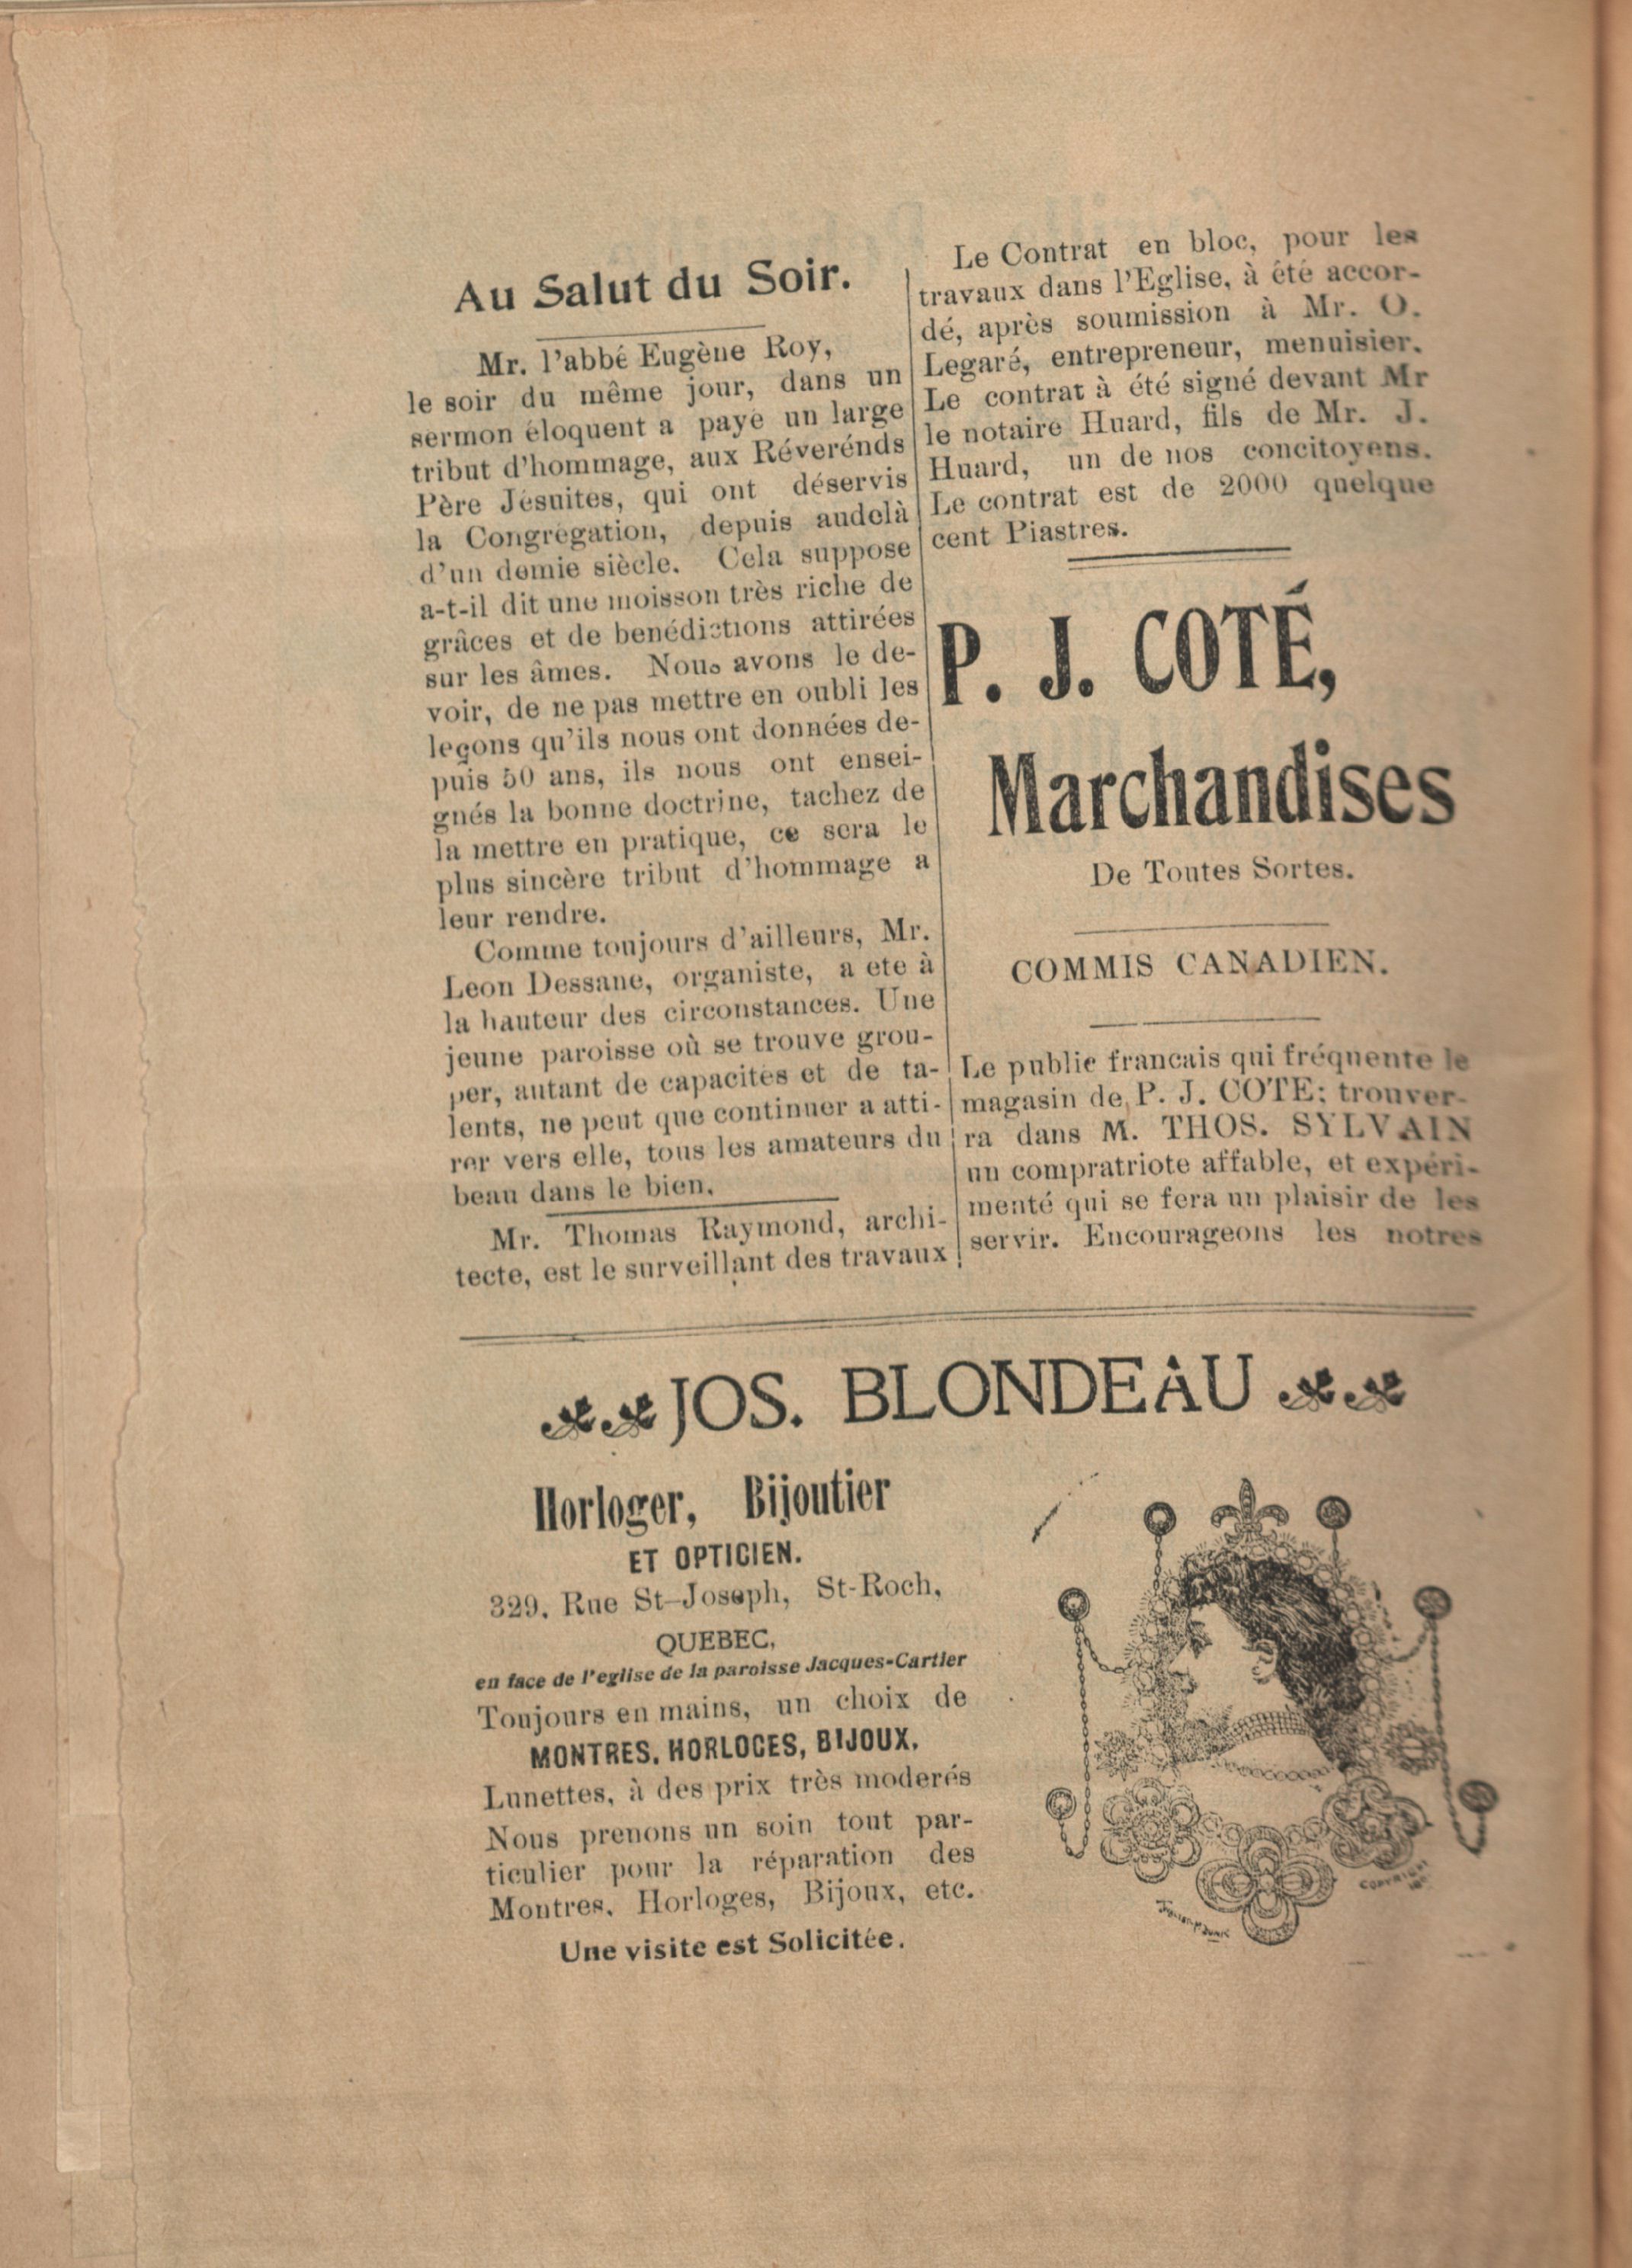 Au Salut du Soir.
Mr. l'abbé Eugène Roy,
le soir du même jour, dans un
sermon éloquent a payé un large
tribut d'hommage, aux Réverénds
Père Jésuites, qui ont déservis
la Congrégation, depuis audelà
d'un demie siècle. Cela suppose
a-t-il dit une moisson très riche de
grâces et de benédictions attirées
sur les âmes. Nous avons le de-
voir, de ne pas mettre en oubli les
leçons qu'ils nous ont données de-
puis 50 ans, ils nous ont ensei-
gnés la bonne doctrine, tachez de
la mettre en pratique, ce sera le
plus sincère tribut d'hommage a
leur rendre.
Comme toujours d'ailleurs, Mr.
Leon Dessane, organiste, a ete à
la hauteur des circonstances. Une
jeune paroisse où se trouve grou-
per, autant de capacités et de ta-
lents, ne peut que continuer a atti-
rer vers elle, tous les amateurs du
beau dans le bien.
Mr. Thomas Raymond, archi-
tecte, est le surveillant des travaux
Le Contrat en bloc, pour les
travaux dans l'Eglise, à été accor-
dé, après soumission à Mr. O.
Legaré, entrepreneur, menuisier.
Le contrat à été signé devant Mr
le notaire Huard, fils de Mr. J.
Huard, un de nos concitoyens.
Le contrat est de 2000 quelque
cent Piastres.
P. J. COTÉ,
Marchandises
De Toutes Sortes.
COMMIS CANADIEN.
Le public francais qui fréquente le
magasin de P. J. COTE; trouver-
ra dans M. THOS. SYLVAIN
un compratriote affable, et expéri-
menté qui se fera un plaisir de les
servir. Encourageons les notres
JOS. BLONDEAU
Horloger, Bijoutier
ET OPTICIEN.
329, Rue St-Joseph, St-Roch,
QUEBEC,
en face de l'eglise de la paroisse Jacques-Cartier
Toujours en mains, un choix de
MONTRES, HORLOGES, BIJOUX,
Lunettes, à des prix très moderés
Nous prenons un soin tout par-
ticulier pour la réparation des
Montres, Horloges, Bijoux, etc.
Une visite est Solicitée.
COPYRIGHT